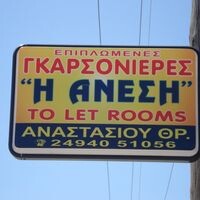 ΕΠΙΠΛΩΜΕΝΕΣ
ΓΚΑΡΣΟΝΙΕΡΕΣ
"Η ΑΝΕΣΗ"
TO LET ROOMS
ΑΝΑΣΤΑΣΙΟΥ ΘΡ.
☎ 24940 51056